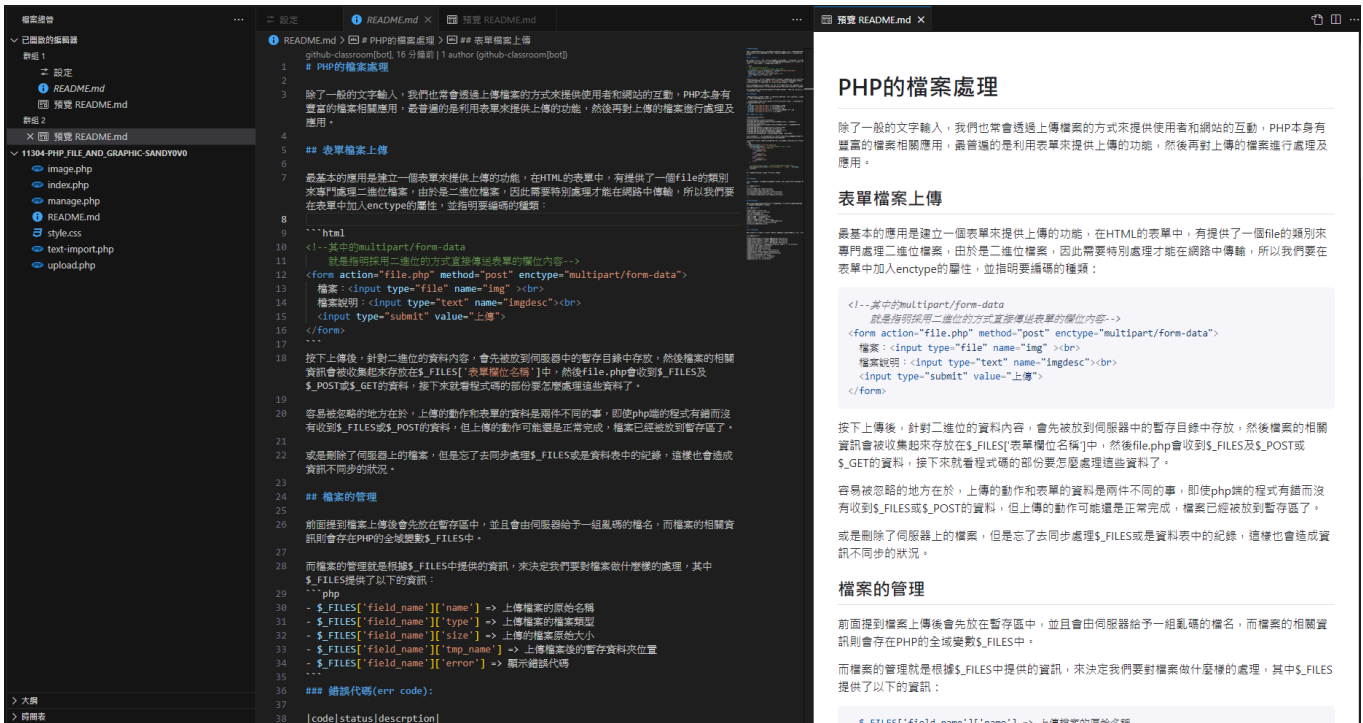 檔案總管
已開啟的編輯器
群組 1
設定
README.md
預覽 README.md
群組 2
預覽 README.md
11304-PHP_FILE_AND_GRAPHIC-SANDY0V0
image.php
index.php
manage.php
README.md
style.css
text-import.php
upload.php
大綱
時間表
設定
README.md
預覽 README.md
README.md > # PHP的檔案處理 > ## 表單檔案上傳
github-classroom[bot], 16 分鐘前 | 1 author (github-classroom[bot])
1 # PHP的檔案處理
2
3 除了一般的文字輸入，我們也常會透過上傳檔案的方式來提供使用者和網站的互動，PHP本身有
豐富的檔案相關應用，最普遍的是利用表單來提供上傳的功能，然後再對上傳的檔案進行處理及
應用。
4
5 ## 表單檔案上傳
6
7 最基本的應用是建立一個表單來提供上傳的功能，在HTML的表單中，有提供了一個file的類別
來專門處理二進位檔案，由於是二進位檔案，因此需要特別處理才能在網路中傳輸，所以我們要
在表單中加入enctype的屬性，並指明要編碼的種類：
8
9 ```html
10 <!--其中的multipart/form-data
11 就是指明採用二進位的方式直接傳送表單的欄位內容-->
12 <form action="file.php" method="post" enctype="multipart/form-data">
13 檔案：<input type="file" name="img" ><br>
14 檔案說明：<input type="text" name="imgdesc"><br>
15 <input type="submit" value="上傳">
16 </form>
17 ```
18 按下上傳後，針對二進位的資料內容，會先被放到伺服器中的暫存目錄中存放，然後檔案的相關
資訊會被收集起來存放在$_FILES['表單欄位名稱']中，然後file.php會收到$_FILES及
$_POST或$_GET的資料，接下來就看程式碼的部份要怎麼處理這些資料了。
19
20 容易被忽略的地方在於，上傳的動作和表單的資料是兩件不同的事，即使php端的程式有錯而沒
有收到$_FILES或$_POST的資料，但上傳的動作可能還是正常完成，檔案已經被放到暫存區了。
21
22 或是刪除了伺服器上的檔案，但是忘了去同步處理$_FILES或是資料表中的紀錄，這樣也會造成
資訊不同步的狀況。
23
24 ## 檔案的管理
25
26 前面提到檔案上傳後會先放在暫存區中，並且會由伺服器給予一組亂碼的檔名，而檔案的相關資
訊則會存在PHP的全域變數$_FILES中。
27
28 而檔案的管理就是根據$_FILES中提供的資訊，來決定我們要對檔案做什麼樣的處理，其中
$_FILES提供了以下的資訊：
29 ```php
30 - $_FILES['field_name']['name'] => 上傳檔案的原始名稱
31 - $_FILES['field_name']['type'] => 上傳檔案的檔案類型
32 - $_FILES['field_name']['size'] => 上傳的檔案原始大小
33 - $_FILES['field_name']['tmp_name'] => 上傳檔案後的暫存資料夾位置
34 - $_FILES['field_name']['error'] => 顯示錯誤代碼
35 ```
36 ### 錯誤代碼(err code):
37
38 |code|status|descrption|
預覽 README.md
PHP的檔案處理
除了一般的文字輸入，我們也常會透過上傳檔案的方式來提供使用者和網站的互動，PHP本身有
豐富的檔案相關應用，最普遍的是利用表單來提供上傳的功能，然後再對上傳的檔案進行處理及
應用。
表單檔案上傳
最基本的應用是建立一個表單來提供上傳的功能，在HTML的表單中，有提供了一個file的類別來
專門處理二進位檔案，由於是二進位檔案，因此需要特別處理才能在網路中傳輸，所以我們要在
表單中加入enctype的屬性，並指明要編碼的種類：
<!--其中的multipart/form-data
就是指明採用二進位的方式直接傳送表單的欄位內容-->
<form action="file.php" method="post" enctype="multipart/form-data">
檔案：<input type="file" name="img" ><br>
檔案說明：<input type="text" name="imgdesc"><br>
<input type="submit" value="上傳">
</form>
按下上傳後，針對二進位的資料內容，會先被放到伺服器中的暫存目錄中存放，然後檔案的相關
資訊會被收集起來存放在$_FILES['表單欄位名稱']中，然後file.php會收到$_FILES及$_POST或
$_GET的資料，接下來就看程式碼的部份要怎麼處理這些資料了。
容易被忽略的地方在於，上傳的動作和表單的資料是兩件不同的事，即使php端的程式有錯而沒
有收到$_FILES或$_POST的資料，但上傳的動作可能還是正常完成，檔案已經被放到暫存區了。
或是刪除了伺服器上的檔案，但是忘了去同步處理$_FILES或是資料表中的紀錄，這樣也會造成資
訊不同步的狀況。
檔案的管理
前面提到檔案上傳後會先放在暫存區中，並且會由伺服器給予一組亂碼的檔名，而檔案的相關資
訊則會存在PHP的全域變數$_FILES中。
而檔案的管理就是根據$_FILES中提供的資訊，來決定我們要對檔案做什麼樣的處理，其中$_FILES
提供了以下的資訊：
- $_FILES['field_name']['name'] => 上傳檔案的原始名稱